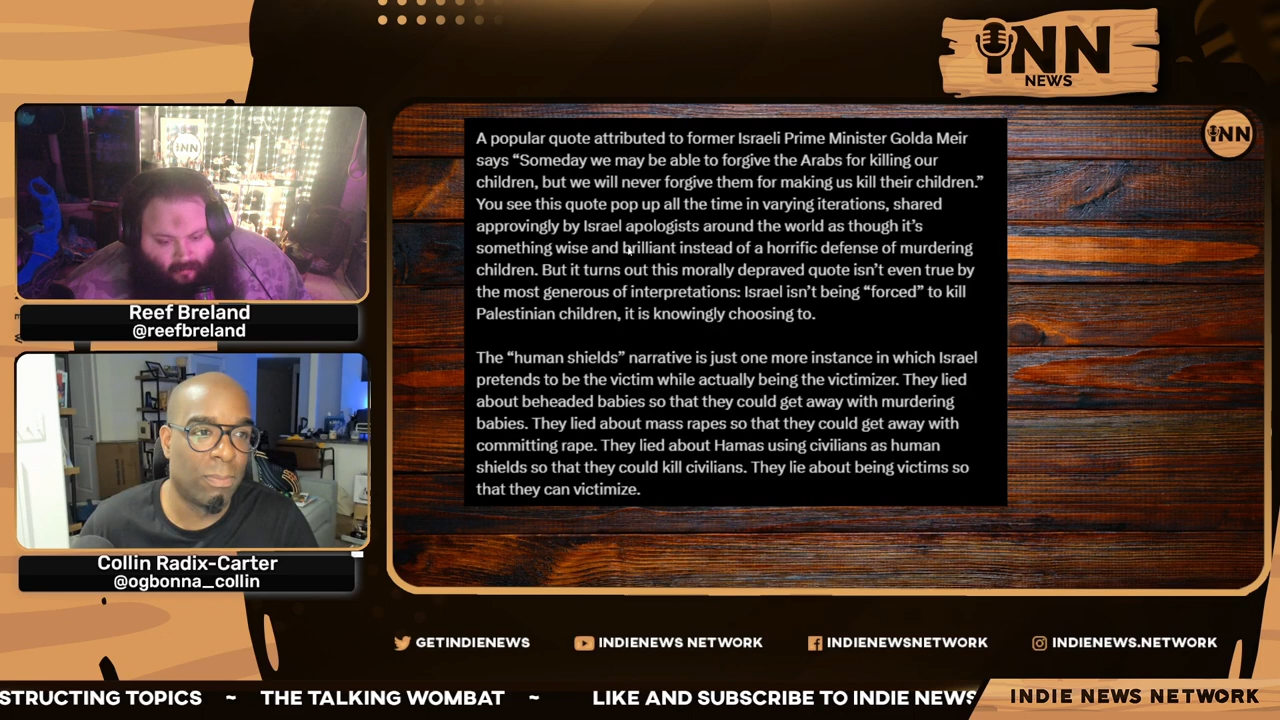 iNN
NEWS
iNN
A popular quote attributed to former Israeli Prime Minister Golda Meir
says “Someday we may be able to forgive the Arabs for killing our
children, but we will never forgive them for making us kill their children.”
You see this quote pop up all the time in varying iterations, shared
approvingly by Israel apologists around the world as though it’s
something wise and brilliant instead of a horrific defense of murdering
children. But it turns out this morally depraved quote isn’t even true by
the most generous of interpretations: Israel isn’t being “forced” to kill
Palestinian children, it is knowingly choosing to.
The “human shields” narrative is just one more instance in which Israel
pretends to be the victim while actually being the victimizer. They lied
about beheaded babies so that they could get away with murdering
babies. They lied about mass rapes so that they could get away with
committing rape. They lied about Hamas using civilians as human
shields so that they could kill civilians. They lie about being victims so
that they can victimize.
Reef Breland
@reefbreland
Collin Radix-Carter
@ogbonna_collin
GETINDIENEWS
INDIENEWS NETWORK
INDIENEWSNETWORK
INDIENEWS.NETWORK
STRUCTING TOPICS ~ THE TALKING WOMBAT ~ LIKE AND SUBSCRIBE TO INDIE NEWS
INDIE NEWS NETWORK